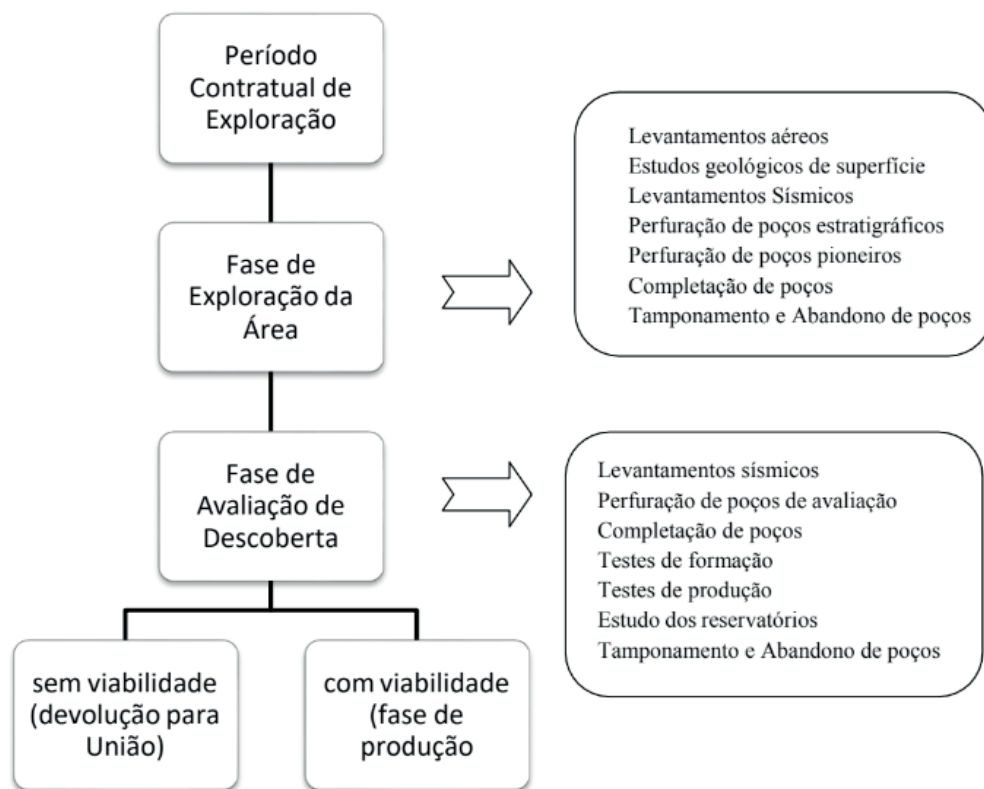 Período
Contratual de
Exploração
Fase de
Exploração da
Área
Levantamentos aéreos
Estudos geológicos de superfície
Levantamentos Sísmicos
Perfuração de poços estratigráficos
Perfuração de poços pioneiros
Completação de poços
Tamponamento e Abandono de poços
Fase de
Avaliação de
Descoberta
Levantamentos sísmicos
Perfuração de poços de avaliação
Completação de poços
Testes de formação
Testes de produção
Estudo dos reservatórios
Tamponamento e Abandono de poços
sem viabilidade
(devolução para
União)
com viabilidade
(fase de
produção